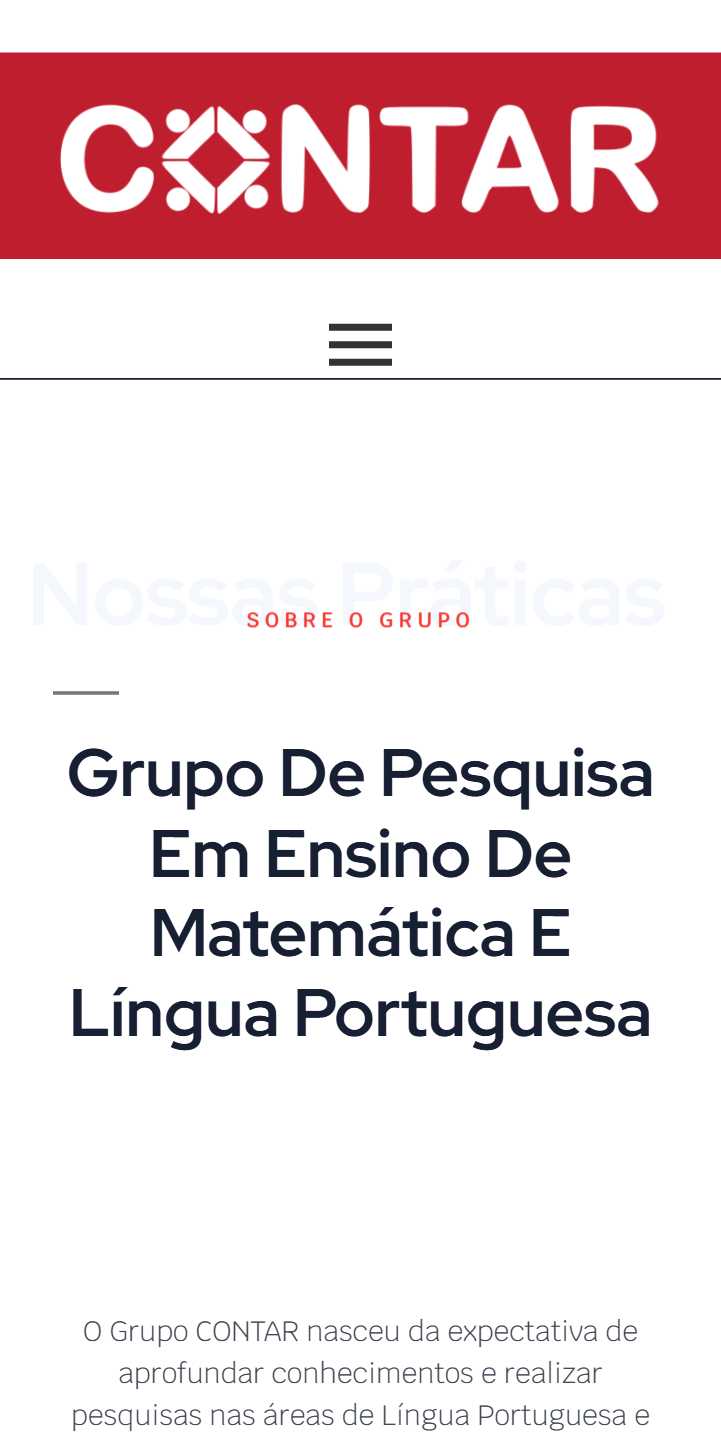 CONTAR
Nossas Práticas
SOBRE O GRUPO
Grupo De Pesquisa
Em Ensino De
Matemática E
Língua Portuguesa
O Grupo CONTAR nasceu da expectativa de
aprofundar conhecimentos e realizar
pesquisas nas áreas de Língua Portuguesa e